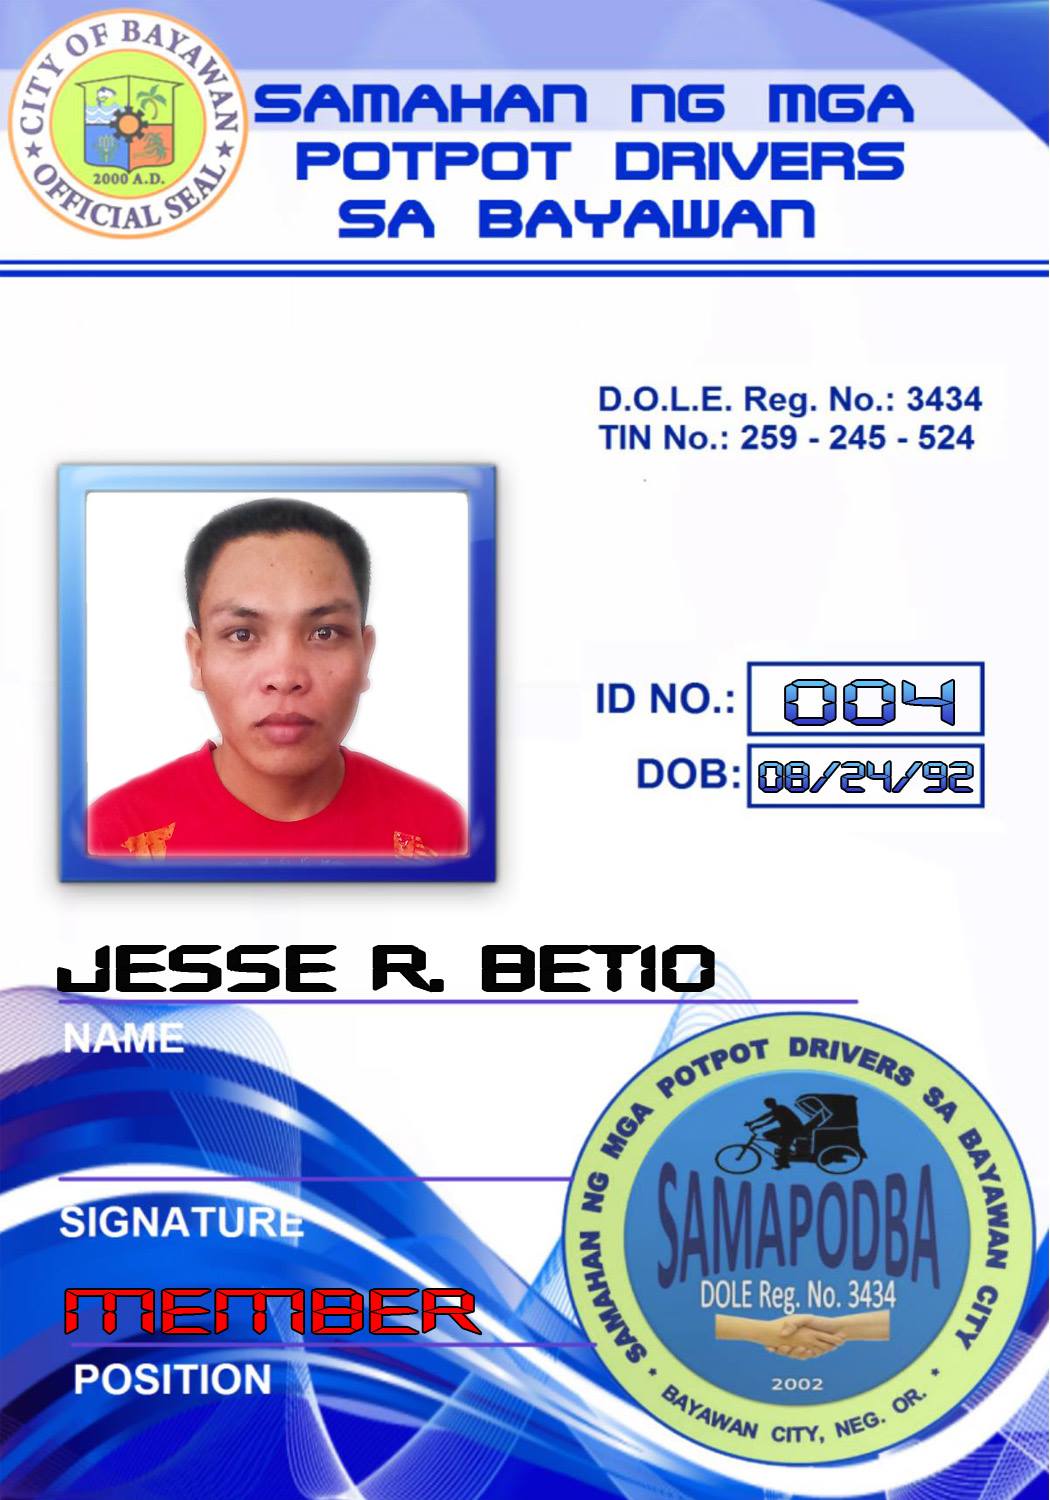 CITY OF BAYAWAN
2000 A.D.
★ OFFICIAL SEAL ★
SAMAHAN NG MGA
POTPOT DRIVERS
SA BAYAWAN
D.O.L.E. Reg. No.: 3434
TIN No.: 259 - 245 - 524
ID NO.: 004
DOB: 08/24/92
JESSE R. BETIO
NAME
SIGNATURE
MEMBER
POSITION
SAMAHAN NG MGA POTPOT DRIVERS SA BAYAWAN CITY
SAMAPODBA
DOLE Reg. No. 3434
2002
* BAYAWAN CITY, NEG. OR. *